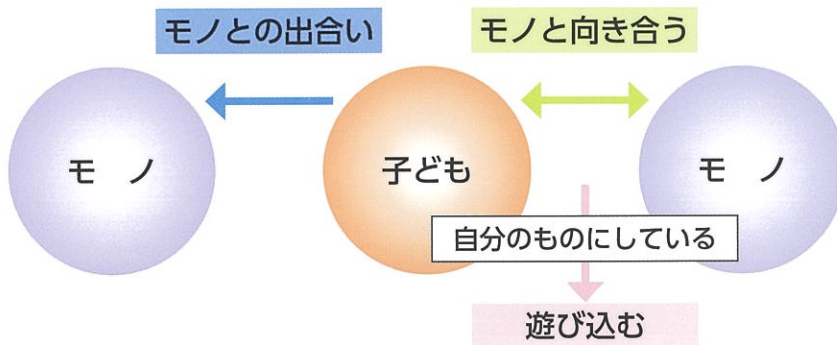 モノとの出合い
モノと向き合う
モノ
子ども
モノ
自分のものにしている
遊び込む